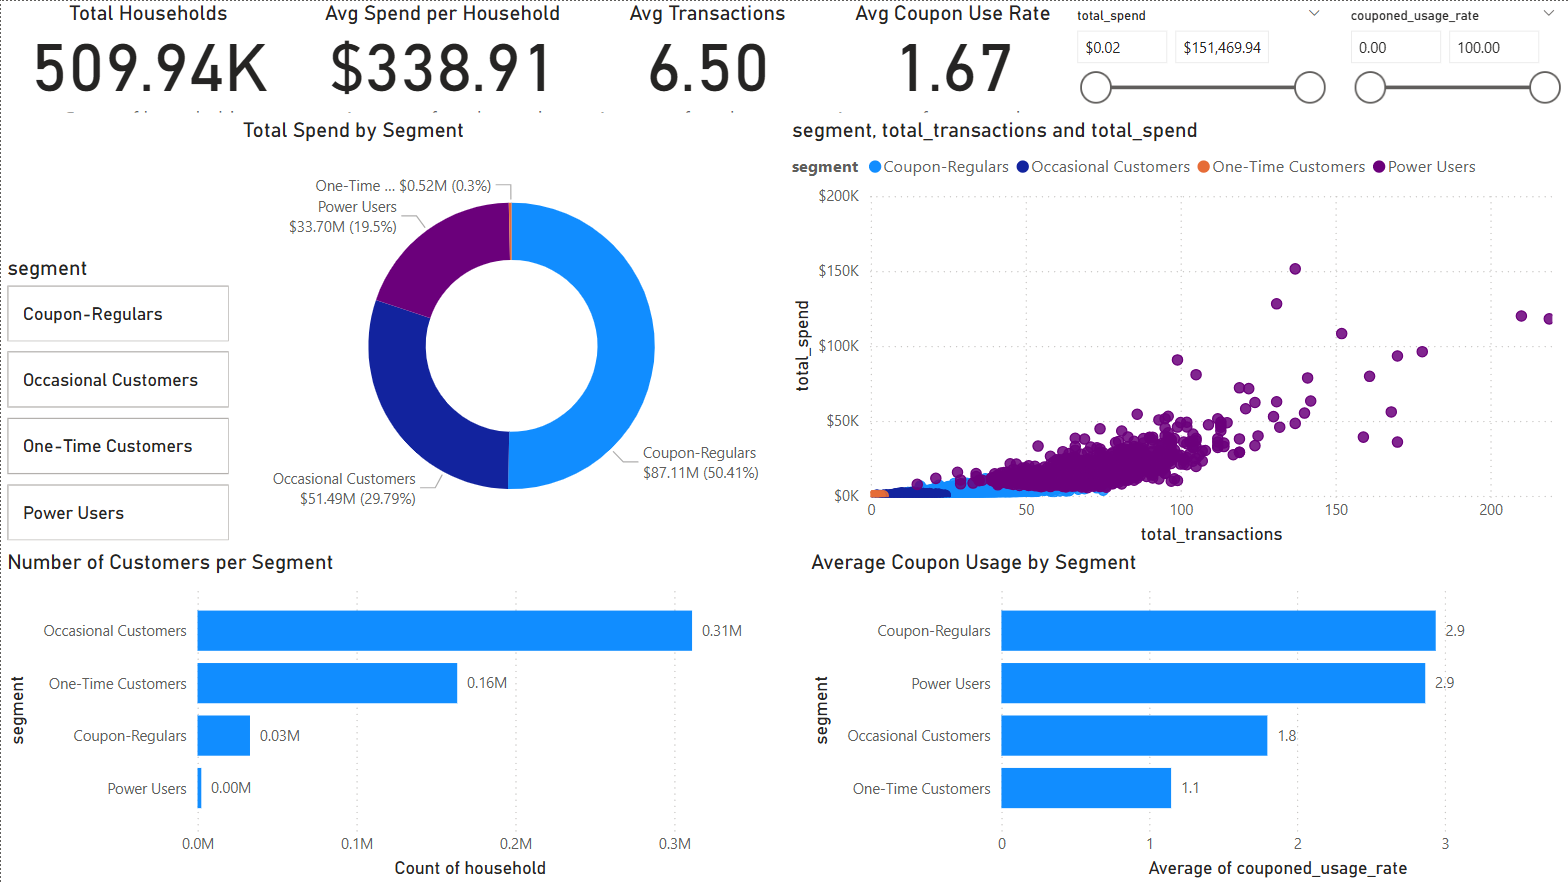 Total Households
509.94K
Avg Spend per Household
$338.91
Avg Transactions
6.50
Avg Coupon Use Rate
1.67
total_spend
$0.02
$151,469.94
couponed_usage_rate
0.00
100.00
Total Spend by Segment
One-Time ... $0.52M (0.3%)
Power Users
$33.70M (19.5%)
Occasional Customers
$51.49M (29.79%)
Coupon-Regulars
$87.11M (50.41%)
segment
Coupon-Regulars
Occasional Customers
One-Time Customers
Power Users
segment, total_transactions and total_spend
segment Coupon-Regulars Occasional Customers One-Time Customers Power Users
total_spend
$200K
$150K
$100K
$50K
$0K
0 50 100 150 200
total_transactions
Number of Customers per Segment
segment
Occasional Customers 0.31M
One-Time Customers 0.16M
Coupon-Regulars 0.03M
Power Users 0.00M
0.0M 0.1M 0.2M 0.3M
Count of household
Average Coupon Usage by Segment
segment
Coupon-Regulars 2.9
Power Users 2.9
Occasional Customers 1.8
One-Time Customers 1.1
0 1 2 3
Average of couponed_usage_rate